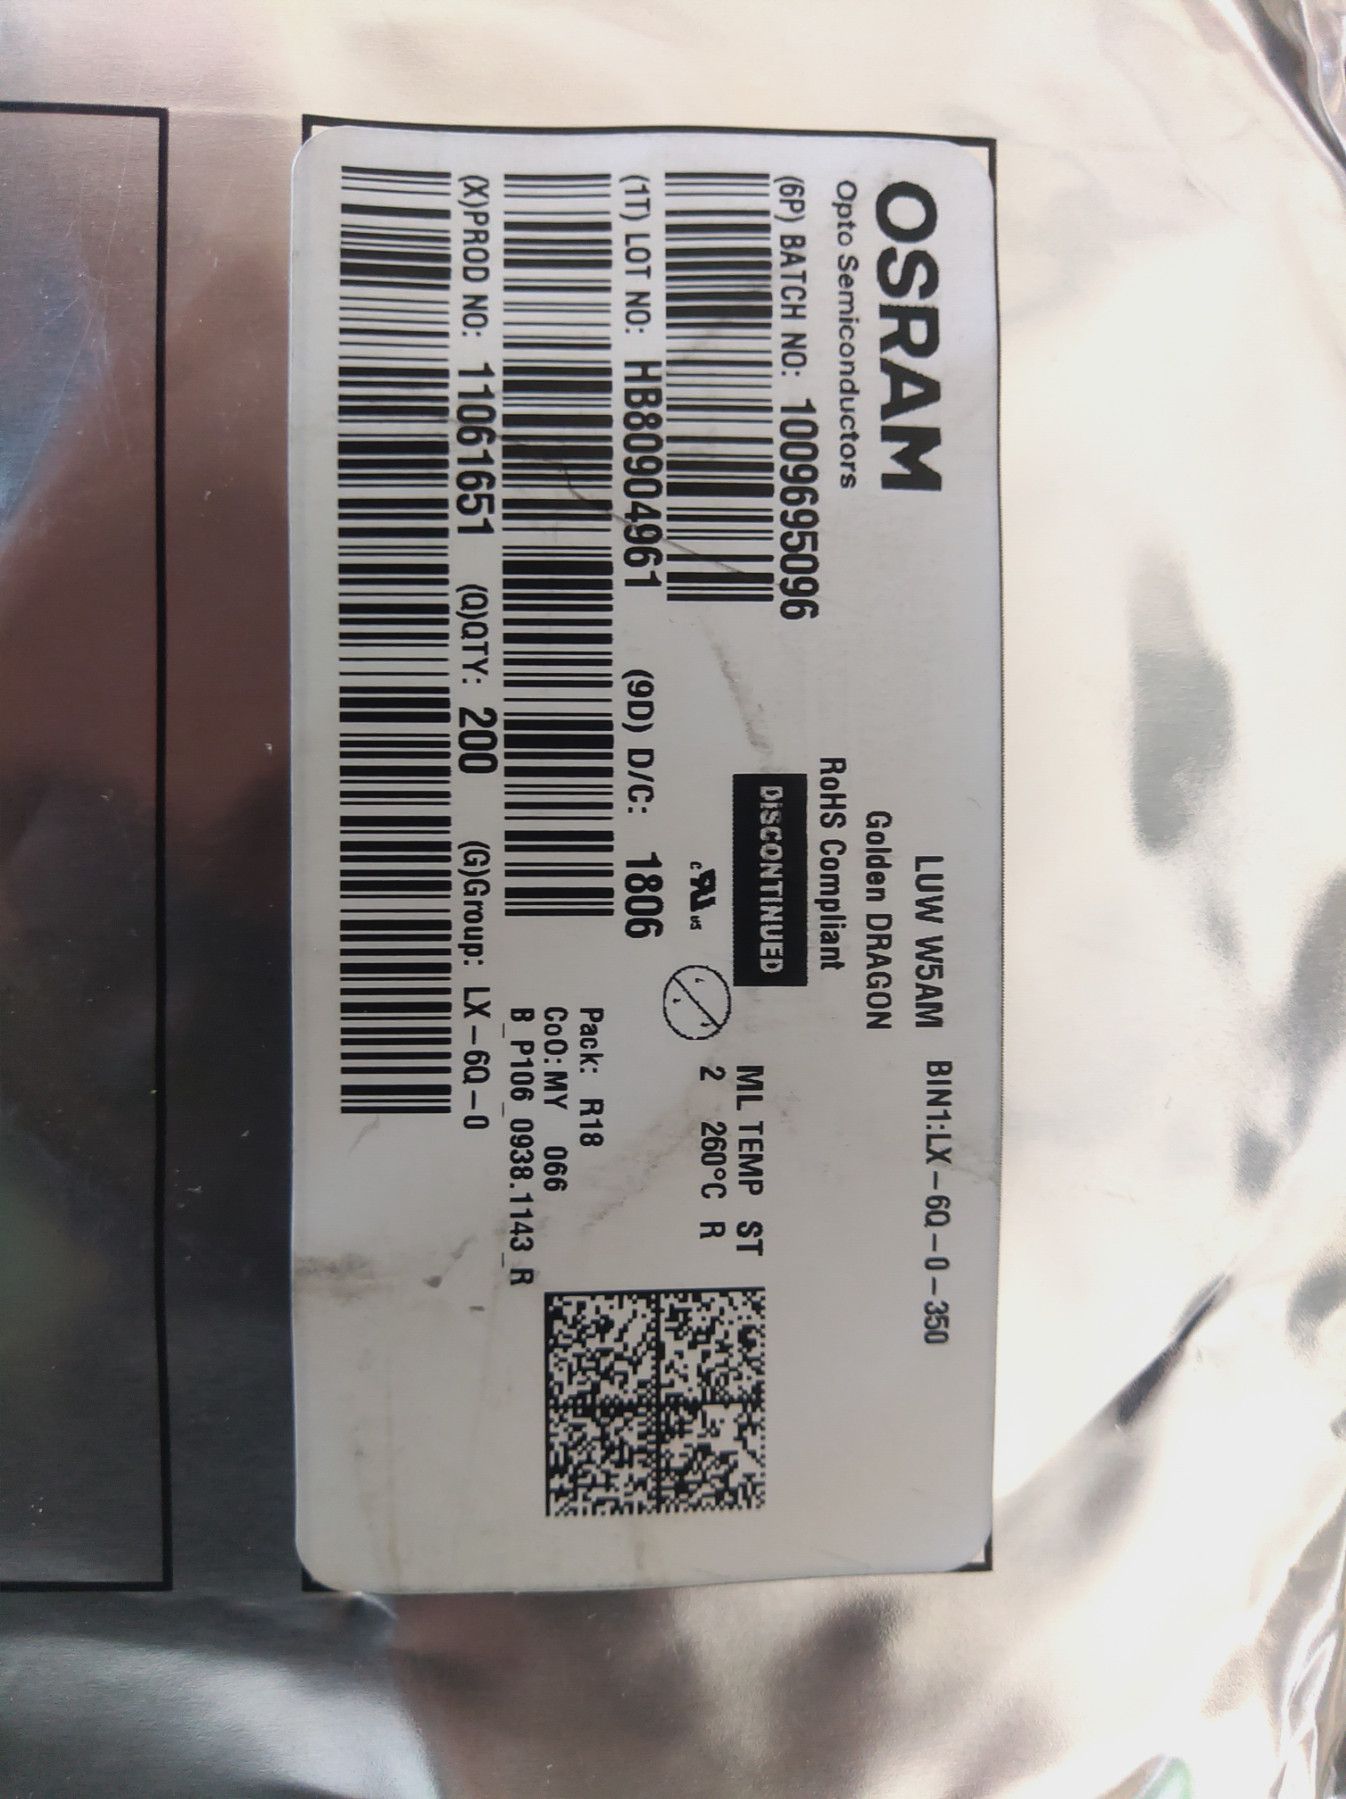 OSRAM
Opto Semiconductors
LUW W5AM BIN1:LX-6Q-0-350
Golden DRAGON
RoHS Compliant
(6P) BATCH NO: 1009695096
DISCONTINUED
ML TEMP ST
2 260°C R
c UL us
(1T) LOT NO: HB80904961 (9D) D/C: 1806
Pack: R18
CoO: MY 066
B_P106_0938.1143_R
(X)PROD NO: 11061651 (Q)QTY: 200 (G)Group: LX-6Q-0